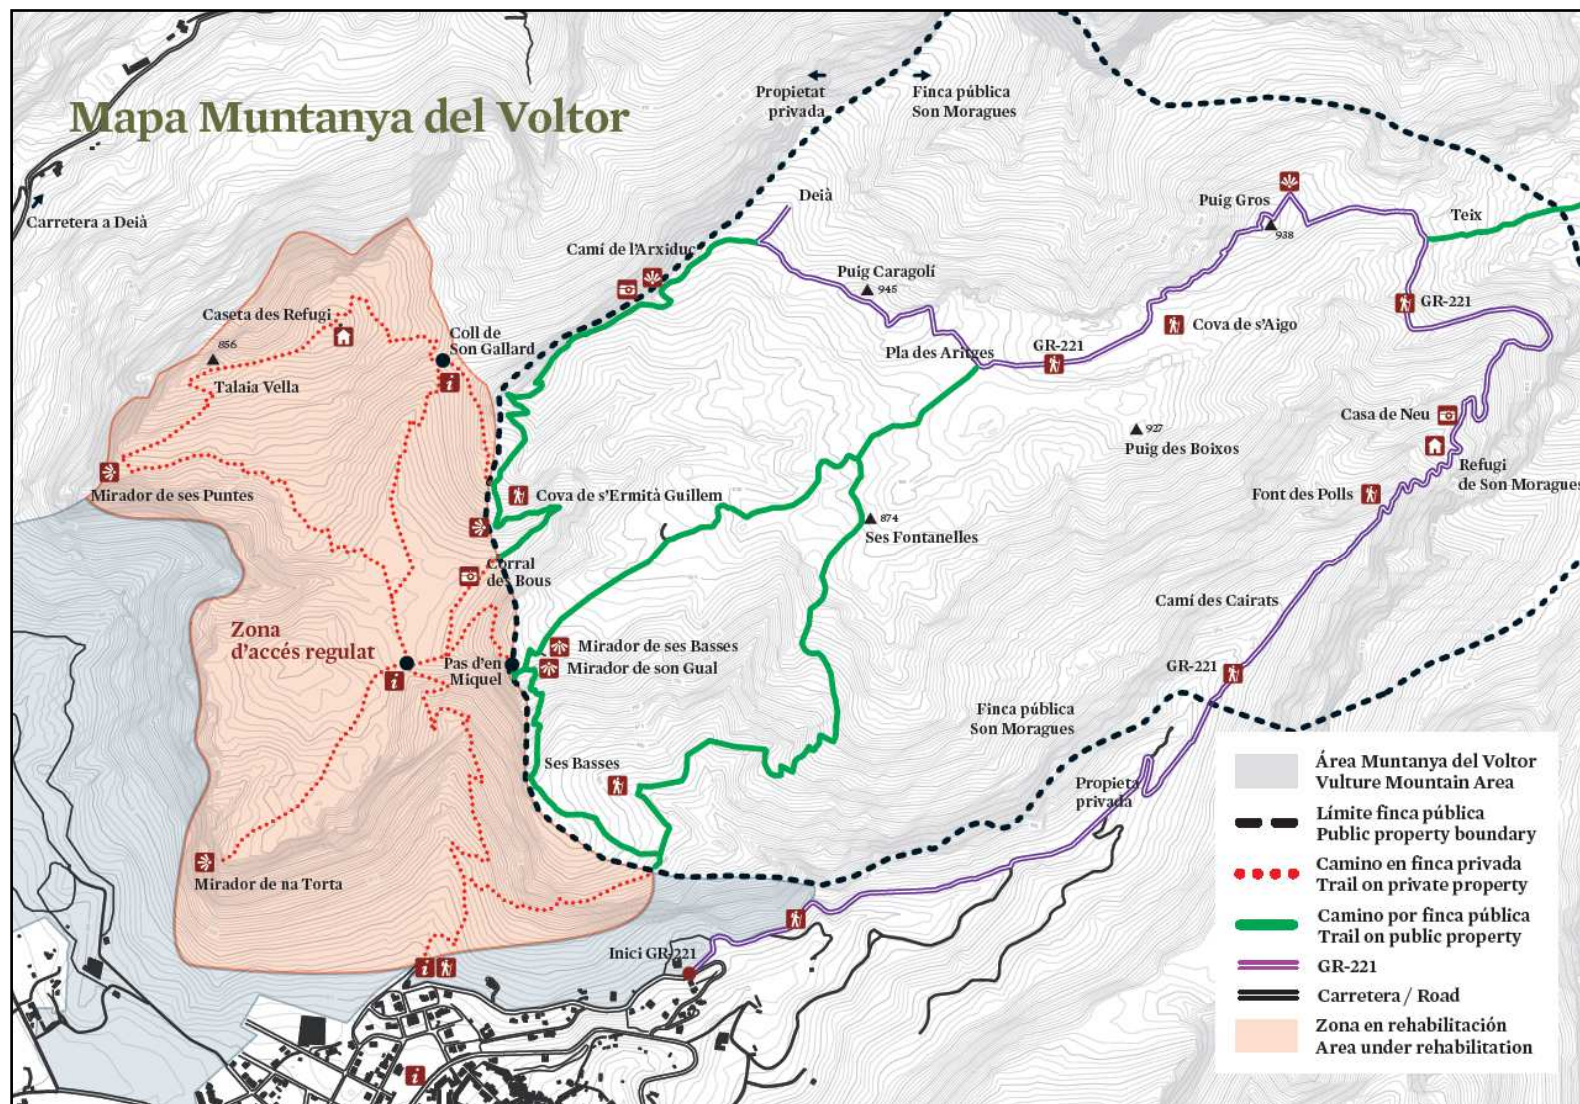 Mapa Muntanya del Voltor
Propietat
privada
Finca pública
Son Moragues
Carretera a Deià
Deià
Puig Gros
938
Teix
Camí de l'Arxiduc
Puig Caragolí
945
Caseta des Refugi
856
Talaia Vella
Coll de
Son Gallard
i
Pla des Aritges
GR-221
Cova de s'Aigo
GR-221
927
Puig des Boixos
Casa de Neu
Refugi
de Son Moragues
Mirador de ses Puntes
Cova de s'Ermità Guillem
Font des Polls
874
Ses Fontanelles
Corral
des Bous
Camí des Cairats
Zona
d'accés regulat
i
Pas d'en
Miquel
Mirador de ses Basses
Mirador de son Gual
GR-221
Finca pública
Son Moragues
Ses Basses
Propieta
privada
Mirador de na Torta
Inici GR-221
i
i
Área Muntanya del Voltor
Vulture Mountain Area
Límite finca pública
Public property boundary
Camino en finca privada
Trail on private property
Camino por finca pública
Trail on public property
GR-221
Carretera / Road
Zona en rehabilitación
Area under rehabilitation